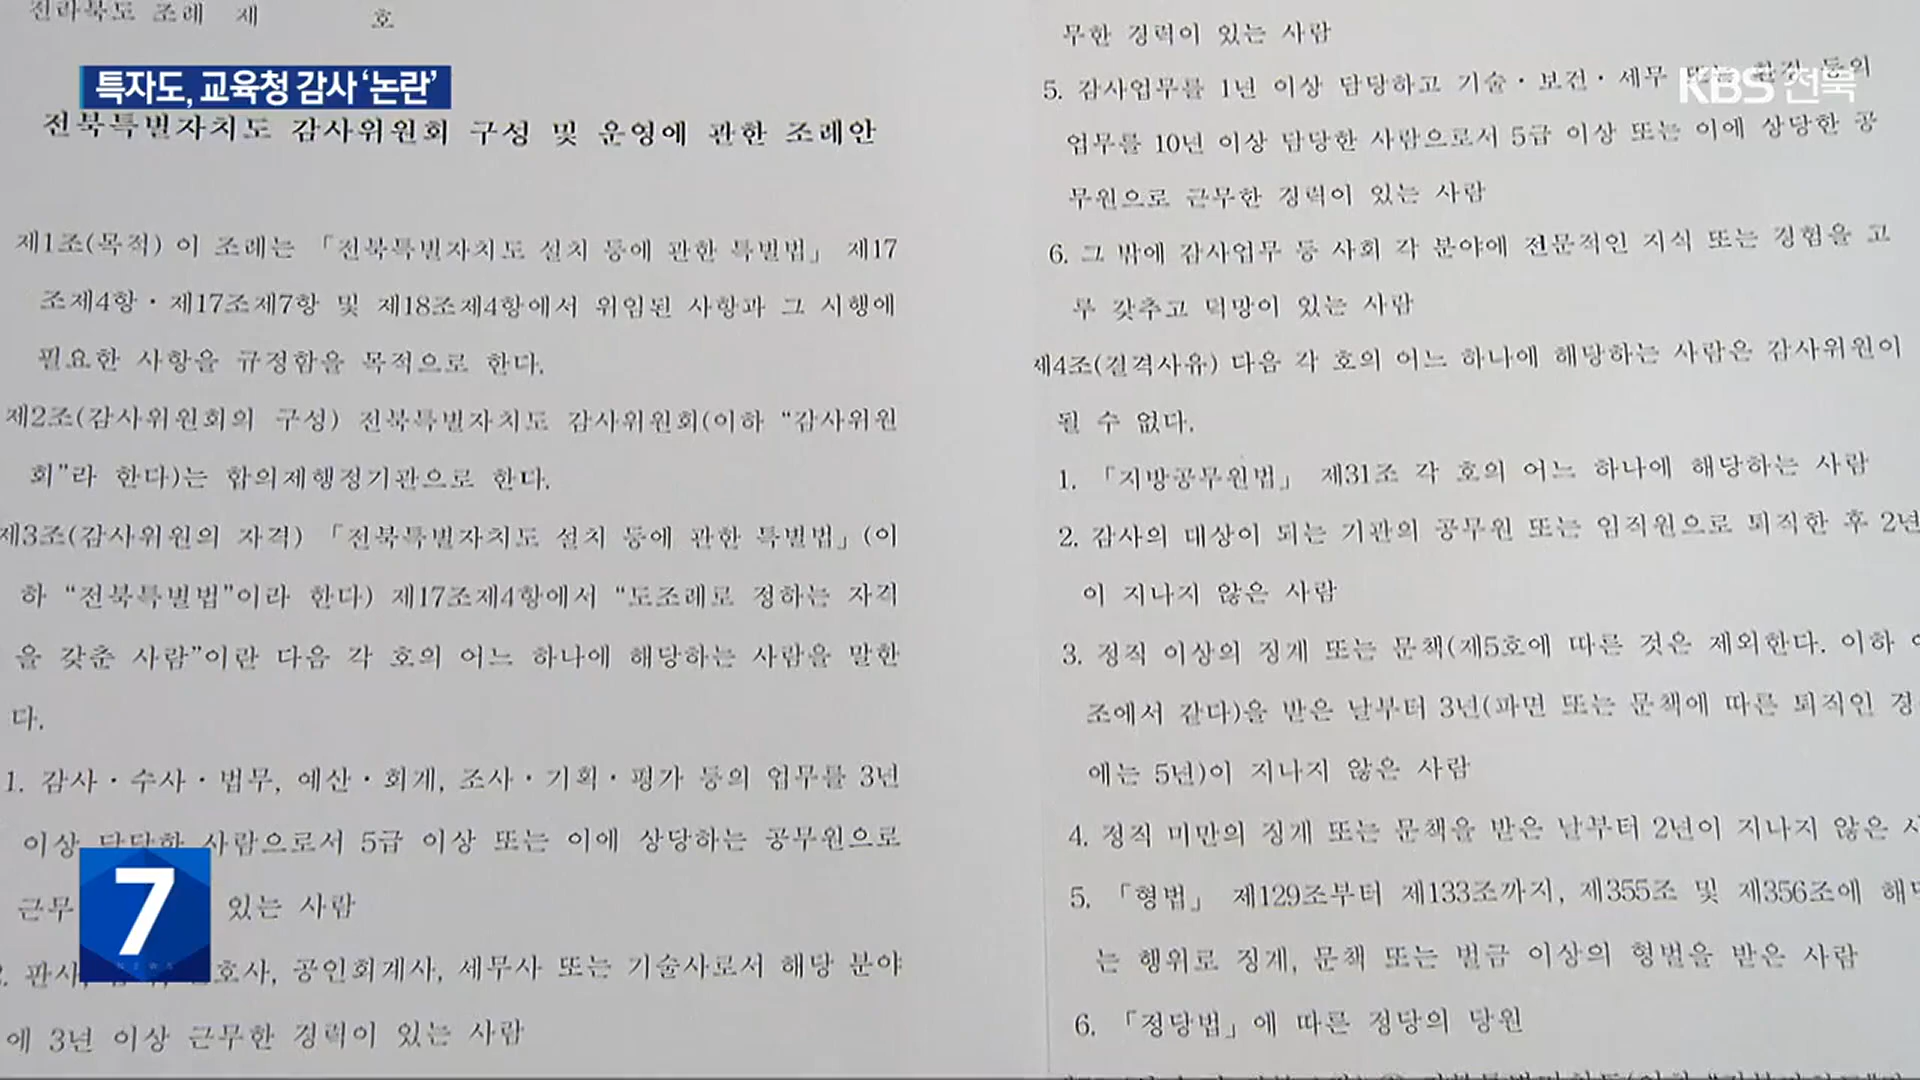 전라북도 조례 제 호
특자도, 교육청 감사 ‘논란’
전북특별자치도 감사위원회 구성 및 운영에 관한 조례안
제1조(목적) 이 조례는 「전북특별자치도 설치 등에 관한 특별법」 제17
조제4항·제17조제7항 및 제18조제4항에서 위임된 사항과 그 시행에
필요한 사항을 규정함을 목적으로 한다.
제2조(감사위원회의 구성) 전북특별자치도 감사위원회(이하 “감사위원
회”라 한다)는 합의제행정기관으로 한다.
제3조(감사위원의 자격) 「전북특별자치도 설치 등에 관한 특별법」(이
하 “전북특별법”이라 한다) 제17조제4항에서 “도조례로 정하는 자격
을 갖춘 사람”이란 다음 각 호의 어느 하나에 해당하는 사람을 말한
다.
1. 감사·수사·법무, 예산·회계, 조사·기획·평가 등의 업무를 3년
이상 담당한 사람으로서 5급 이상 또는 이에 상당하는 공무원으로
근무 있는 사람
판사, 호사, 공인회계사, 세무사 또는 기술사로서 해당 분야
에 3년 이상 근무한 경력이 있는 사람
7
NEWS
KBS 전북
무한 경력이 있는 사람
5. 감사업무를 1년 이상 담당하고 기술·보건·세무 또는 환경 등의
업무를 10년 이상 담당한 사람으로서 5급 이상 또는 이에 상당한 공
무원으로 근무한 경력이 있는 사람
6. 그 밖에 감사업무 등 사회 각 분야에 전문적인 지식 또는 경험을 고
루 갖추고 덕망이 있는 사람
제4조(결격사유) 다음 각 호의 어느 하나에 해당하는 사람은 감사위원이
될 수 없다.
1. 「지방공무원법」 제31조 각 호의 어느 하나에 해당하는 사람
2. 감사의 대상이 되는 기관의 공무원 또는 임직원으로 퇴직한 후 2년
이 지나지 않은 사람
3. 정직 이상의 징계 또는 문책(제5호에 따른 것은 제외한다. 이하
조에서 같다)을 받은 날부터 3년(파면 또는 문책에 따른 퇴직인 경
에는 5년)이 지나지 않은 사람
4. 정직 미만의 징계 또는 문책을 받은 날부터 2년이 지나지 않은 사
5. 「형법」 제129조부터 제133조까지, 제355조 및 제356조에 해당
는 행위로 징계, 문책 또는 벌금 이상의 형벌을 받은 사람
6. 「정당법」에 따른 정당의 당원